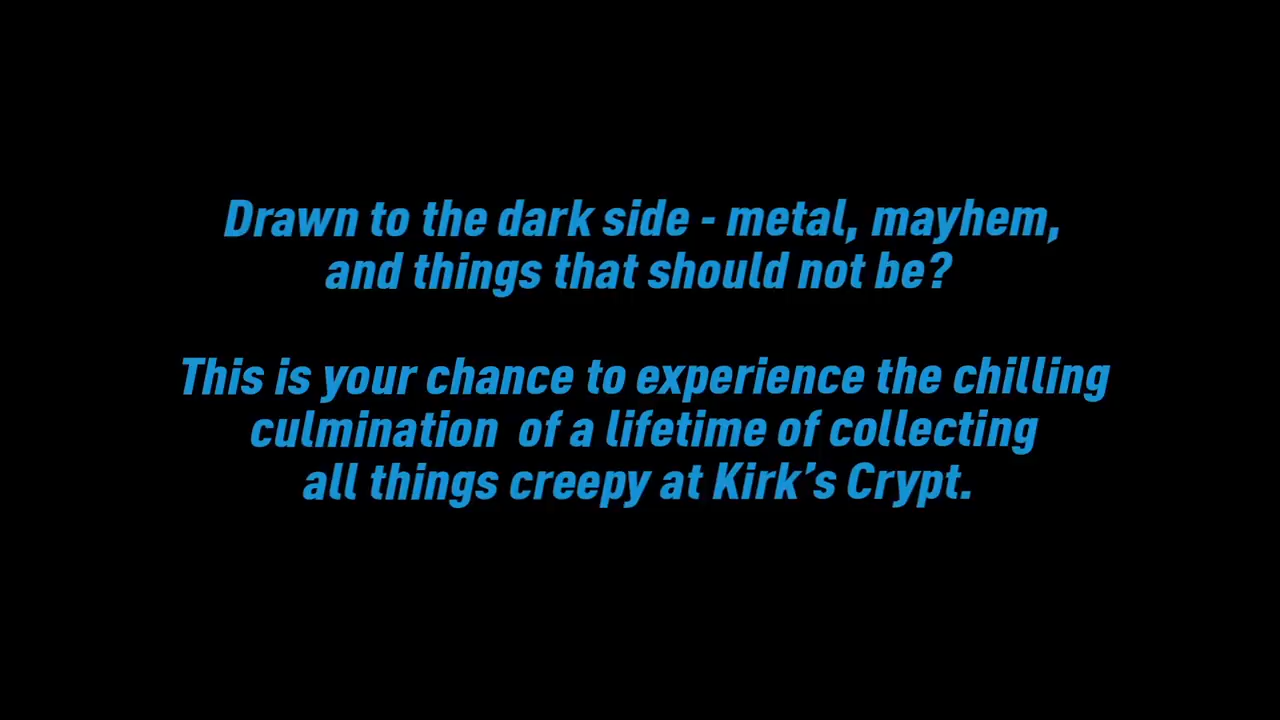 Drawn to the dark side - metal, mayhem,
and things that should not be?
This is your chance to experience the chilling
culmination  of a lifetime of collecting
all things creepy at Kirk’s Crypt.